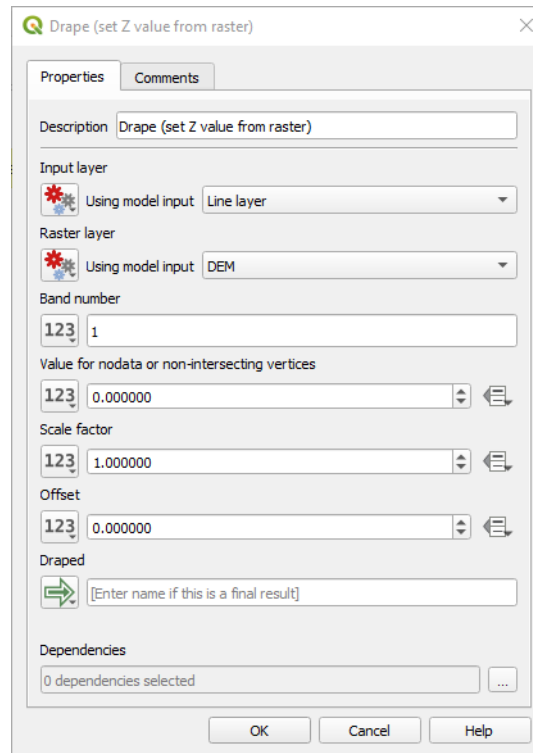 Drape (set Z value from raster)
Properties
Comments
Description Drape (set Z value from raster)
Input layer
Using model input Line layer
Raster layer
Using model input DEM
Band number
123 1
Value for nodata or non-intersecting vertices
123 0.000000
Scale factor
123 1.000000
Offset
123 0.000000
Draped
[Enter name if this is a final result]
Dependencies
0 dependencies selected ...
OK Cancel Help